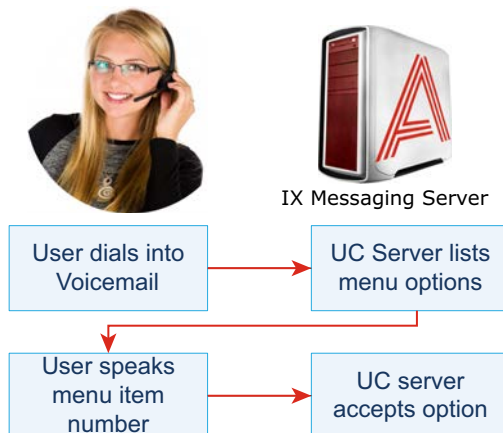 IX Messaging Server
User dials into
Voicemail
UC Server lists
menu options
User speaks
menu item
number
UC server
accepts option